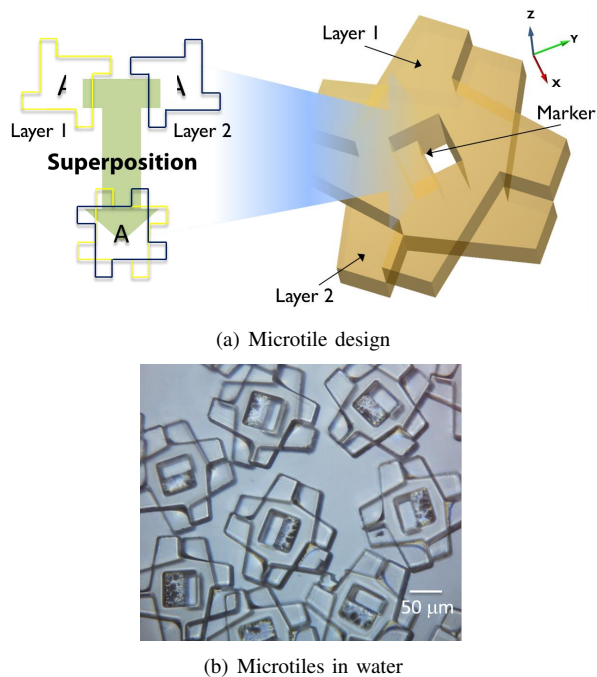 Layer 1
Z
Y
X
A
A
Marker
Layer 1
Layer 2
Superposition
A
Layer 2
(a) Microtile design
50 μm
(b) Microtiles in water